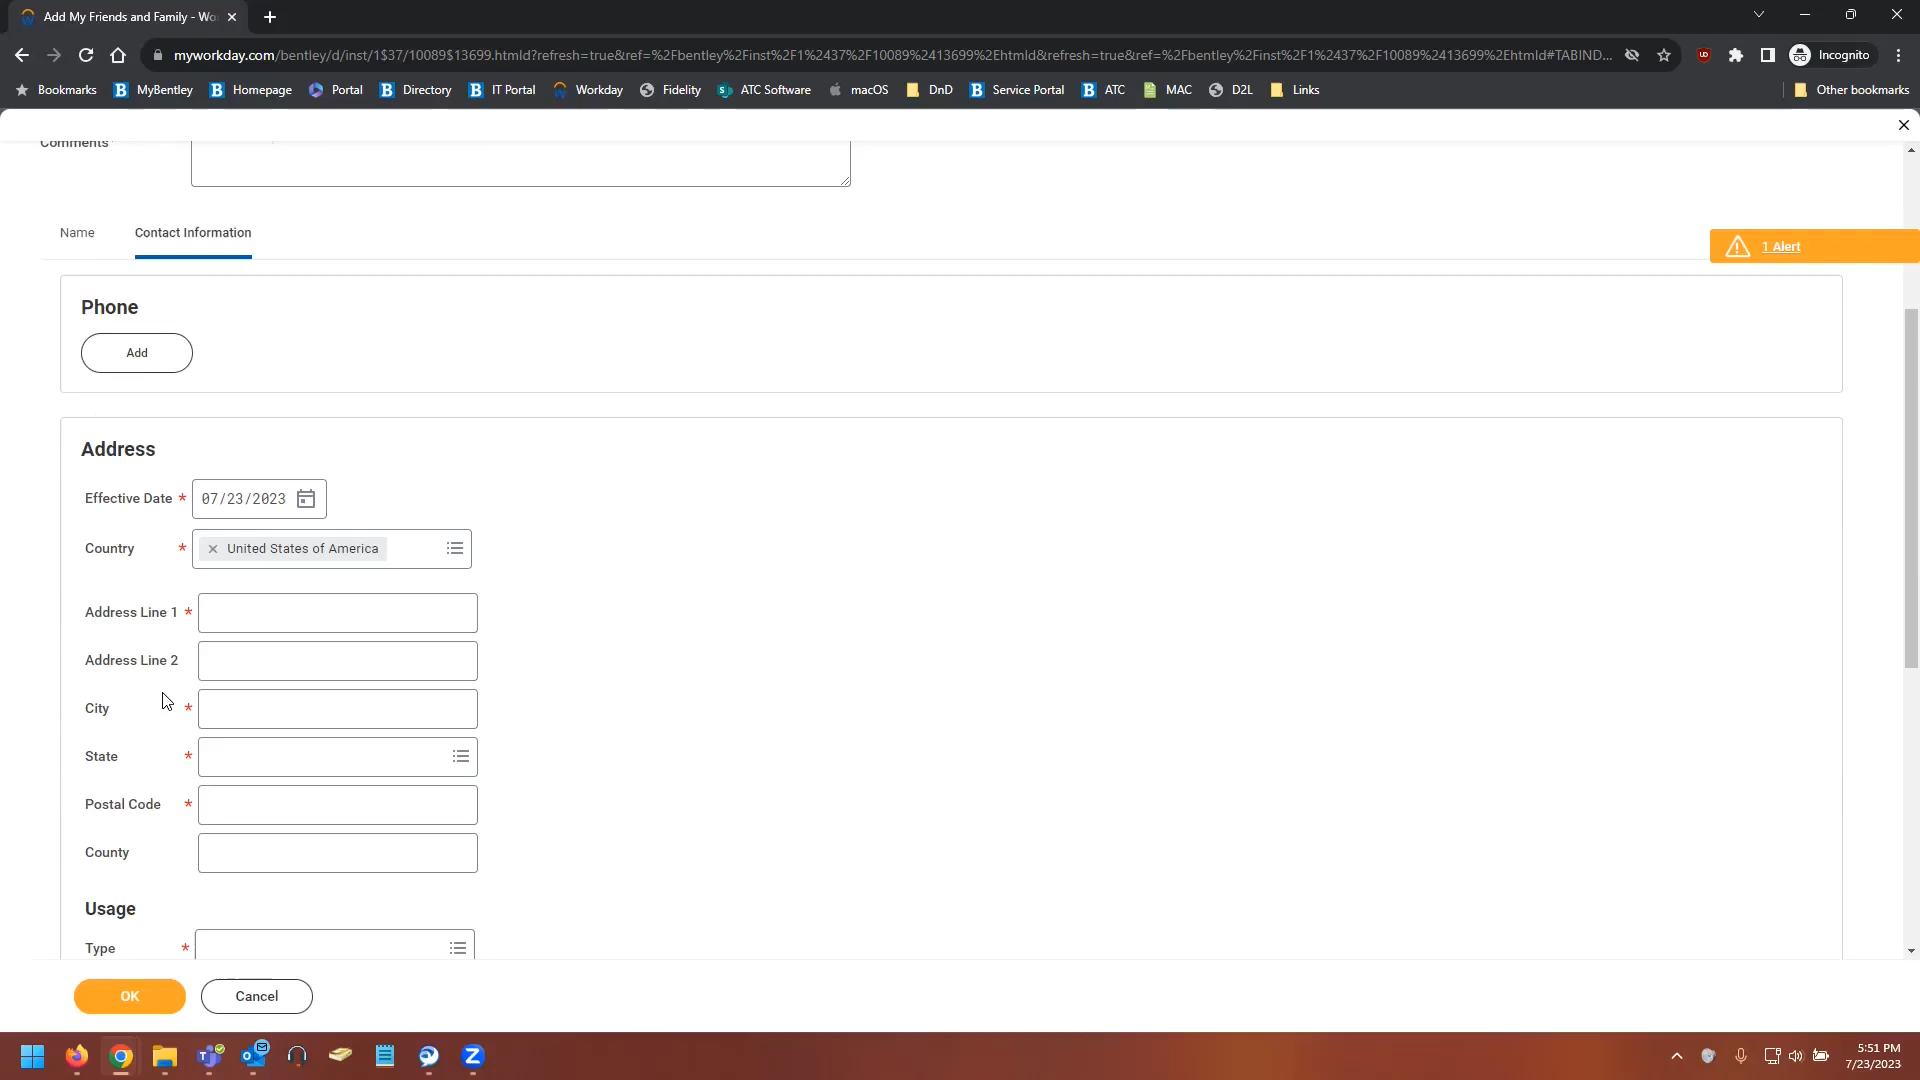 Add My Friends and Family - Wo
myworkday.com/bentley/d/inst/1$37/10089$13699.htmld?refresh=true&ref=%2Fbentley%2Finst%2F1%2437%2F10089%2413699%2Ehtmld&refresh=true&ref=%2Fbentley%2Finst%2F1%2437%2F10089%2413699%2Ehtmld#TABIND...
Incognito
Bookmarks
MyBentley
Homepage
Portal
Directory
IT Portal
Workday
Fidelity
ATC Software
macOS
DnD
Service Portal
ATC
MAC
D2L
Links
Other bookmarks
Comments
Name
Contact Information
1 Alert
Phone
Add
Address
Effective Date * 07/23/2023
Country * United States of America
Address Line 1 *
Address Line 2
City *
State *
Postal Code *
County
Usage
Type *
OK
Cancel
5:51 PM
7/23/2023